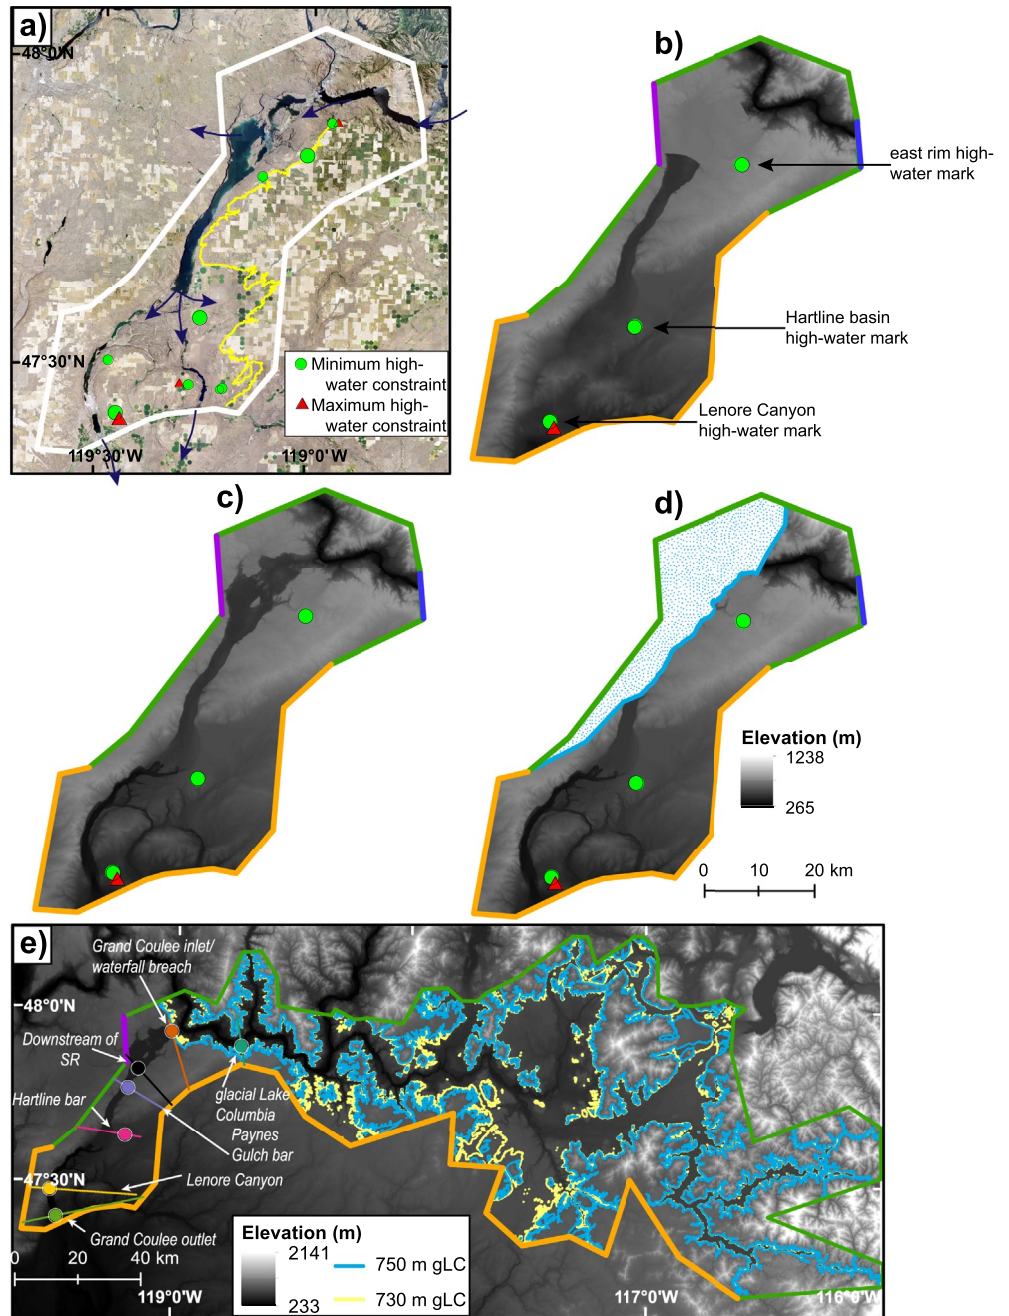 a)
48°0'N
47°30'N
119°30'W
119°0'W
Minimum high-
water constraint
Maximum high-
water constraint
b)
east rim high-
water mark
Hartline basin
high-water mark
Lenore Canyon
high-water mark
c)
d)
Elevation (m)
1238
265
0 10 20 km
e)
Grand Coulee inlet/
waterfall breach
48°0'N
Downstream of
SR
Hartline bar
glacial Lake
Columbia
Paynes
Gulch bar
47°30'N
Lenore Canyon
Grand Coulee outlet
0 20 40 km
Elevation (m)
2141
233
750 m gLC
730 m gLC
119°0'W
117°0'W
116°0'W